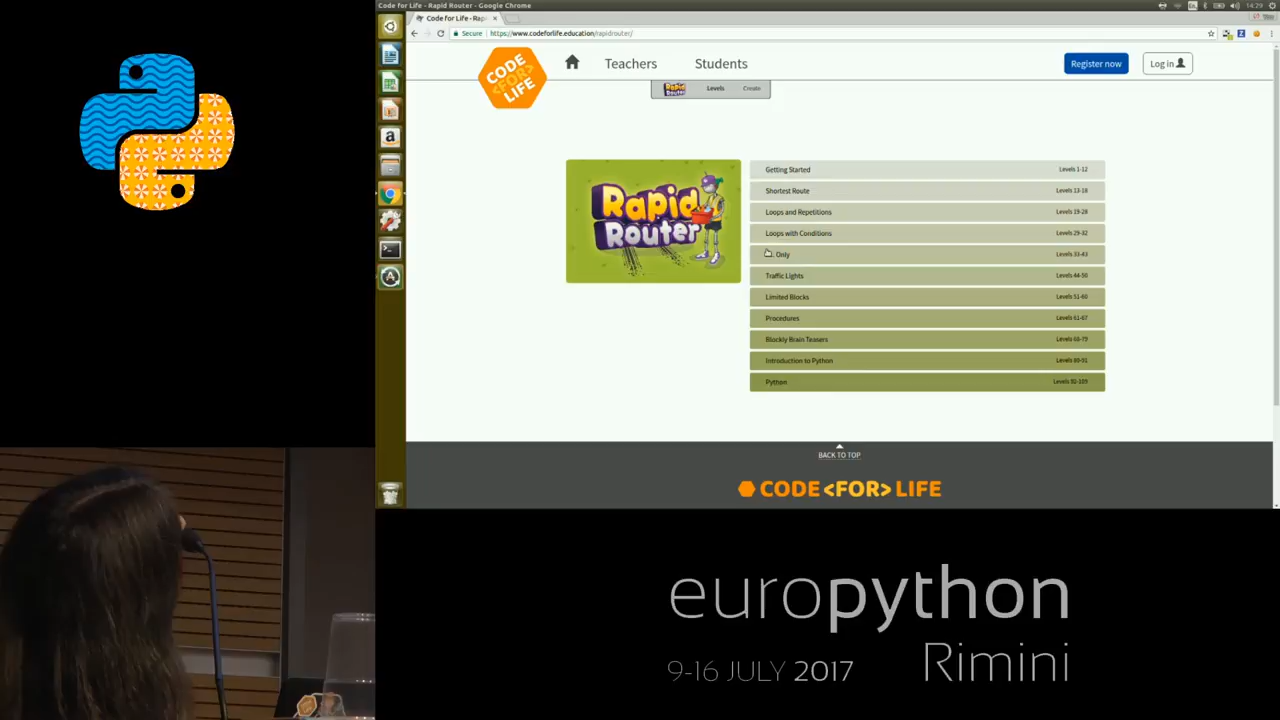 Code for Life - Rapid Router - Google Chrome
14:29
Code for Life - Rapi
Secure https://www.codeforlife.education/rapidrouter/
CODE
<FOR>
LIFE
Teachers
Students
Register now
Log in
Rapid Router
Levels
Create
Rapid
Router
Getting Started
Levels 1-12
Shortest Route
Levels 13-18
Loops and Repetitions
Levels 19-28
Loops with Conditions
Levels 29-32
Only
Levels 33-43
Traffic Lights
Levels 44-50
Limited Blocks
Levels 51-60
Procedures
Levels 61-67
Blockly Brain Teasers
Levels 68-79
Introduction to Python
Levels 80-91
Python
Levels 92-109
BACK TO TOP
CODE <FOR> LIFE
europython
Rimini
9-16 JULY 2017